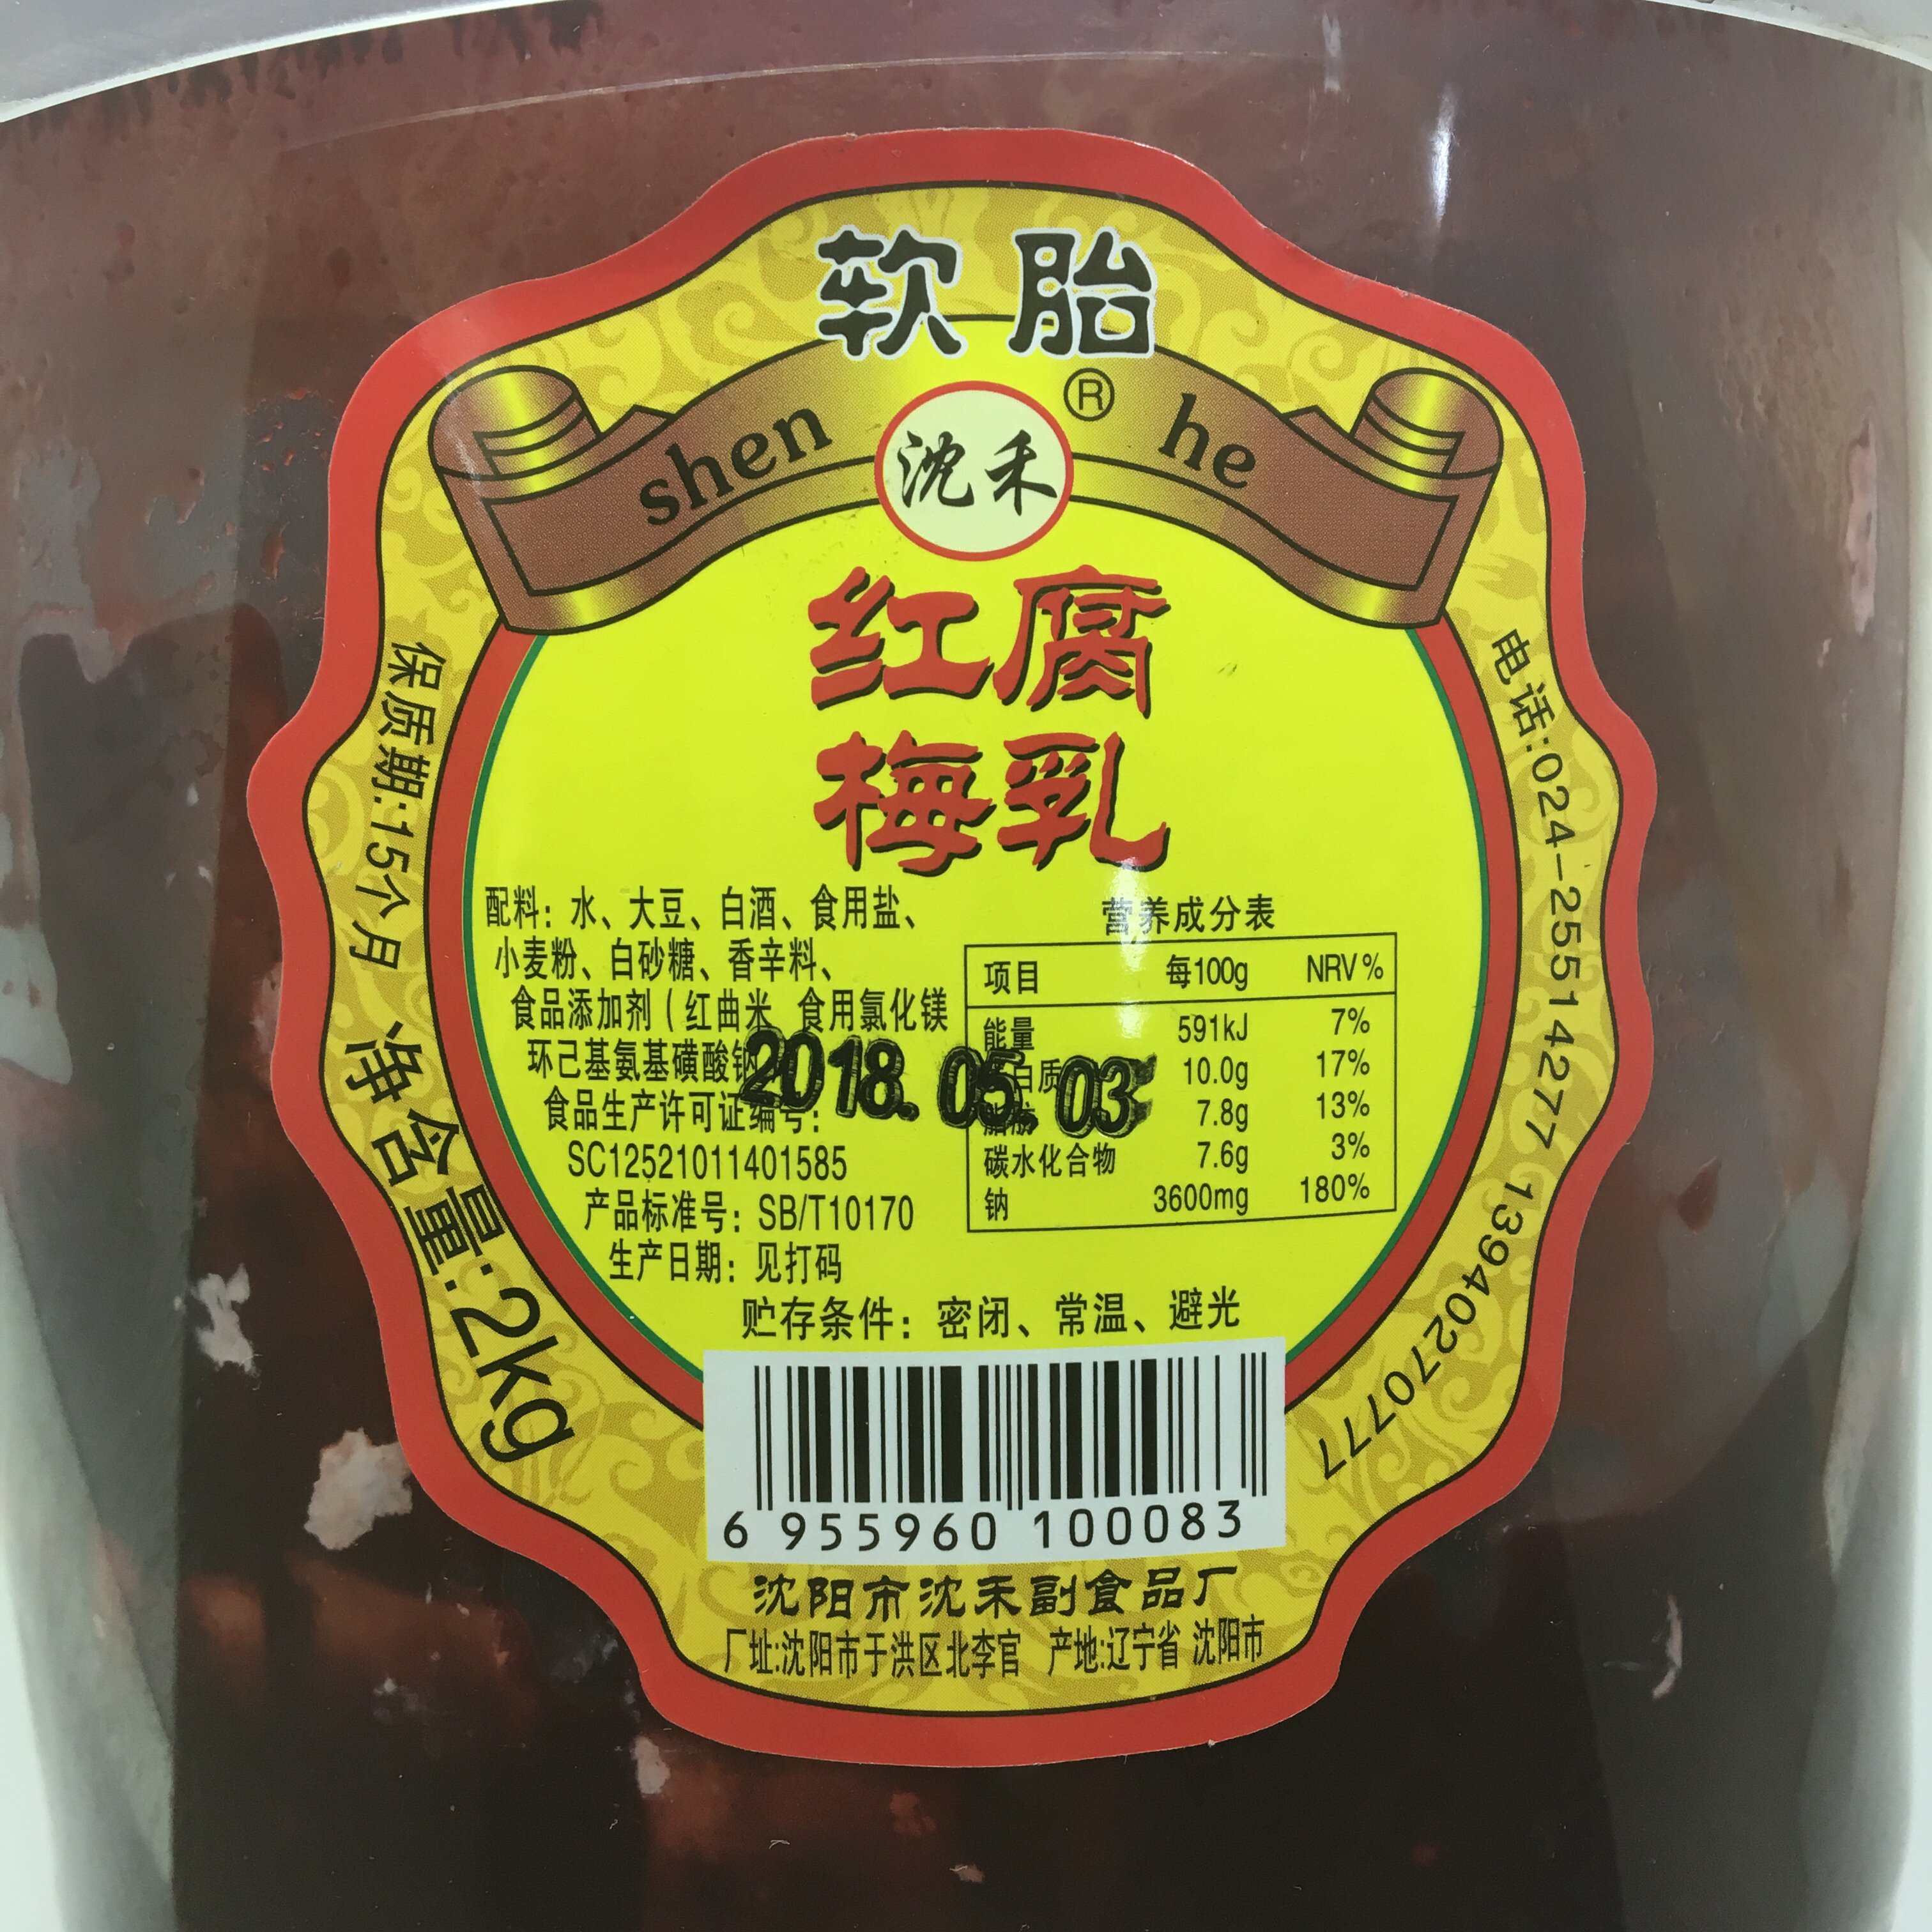 软胎
shen 沈禾 ® he
红腐
梅乳
保质期:15个月 净含量:2kg
电话:024-25514277 13940270777
配料：水、大豆、白酒、食用盐、
小麦粉、白砂糖、香辛料、
食品添加剂（红曲米、食用氯化镁
环己基氨基磺酸钠
食品生产许可证编号：
SC12521011401585
产品标准号：SB/T10170
生产日期：见打码
2018.05.03
营养成分表
项目 每100g NRV%
能量 591kJ 7%
蛋白质 10.0g 17%
脂肪 7.8g 13%
碳水化合物 7.6g 3%
钠 3600mg 180%
贮存条件：密闭、常温、避光
6 955960 100083
沈阳市沈禾副食品厂
厂址:沈阳市于洪区北李官 产地:辽宁省 沈阳市